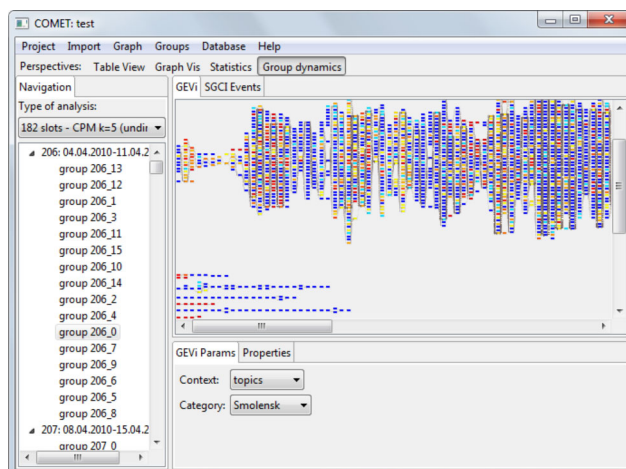 COMET: test
Project Import Graph Groups Database Help
Perspectives: Table View Graph Vis Statistics Group dynamics
Navigation
Type of analysis:
182 slots - CPM k=5 (undir
206: 04.04.2010-11.04.2
group 206_13
group 206_12
group 206_1
group 206_3
group 206_11
group 206_15
group 206_10
group 206_14
group 206_2
group 206_4
group 206_0
group 206_7
group 206_9
group 206_6
group 206_5
group 206_8
207: 08.04.2010-15.04.2
group 207_0
GEVi SGCI Events
GEVi Params Properties
Context: topics
Category: Smolensk